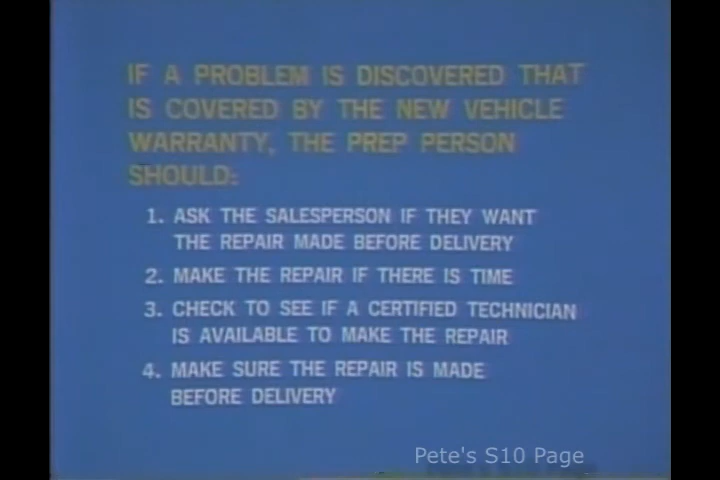 IF A PROBLEM IS DISCOVERED THAT
IS COVERED BY THE NEW VEHICLE
WARRANTY, THE PREP PERSON
SHOULD:
1. ASK THE SALESPERSON IF THEY WANT
THE REPAIR MADE BEFORE DELIVERY
2. MAKE THE REPAIR IF THERE IS TIME
3. CHECK TO SEE IF A CERTIFIED TECHNICIAN
IS AVAILABLE TO MAKE THE REPAIR
4. MAKE SURE THE REPAIR IS MADE
BEFORE DELIVERY
Pete's S10 Page